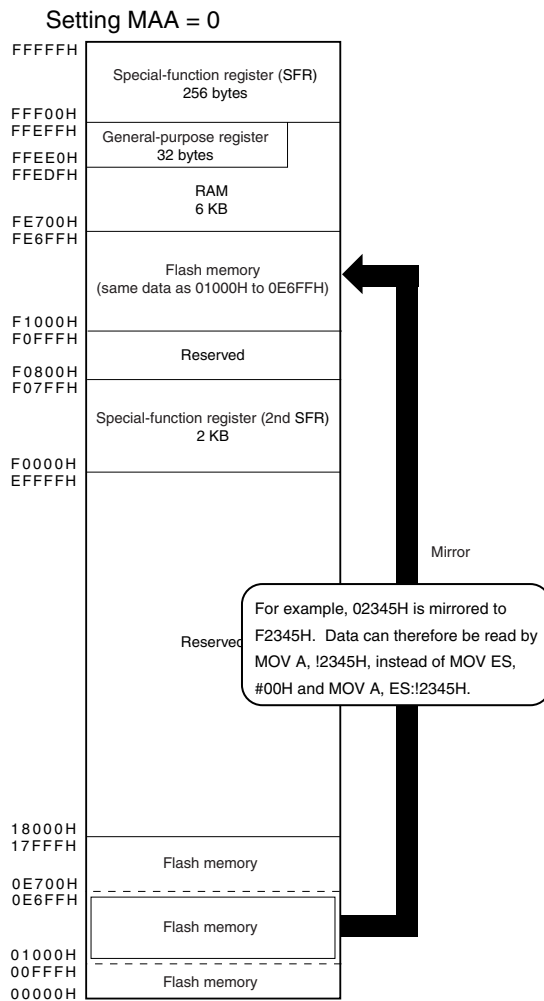 Setting MAA = 0
FFFFFH
Special-function register (SFR)
256 bytes
FFF00H
FFEFFH
General-purpose register
32 bytes
FFEE0H
FFEDFH
RAM
6 KB
FE700H
FE6FFH
Flash memory
(same data as 01000H to 0E6FFH)
F1000H
F0FFFH
Reserved
F0800H
F07FFH
Special-function register (2nd SFR)
2 KB
F0000H
EFFFFH
Mirror
For example, 02345H is mirrored to
F2345H. Data can therefore be read by
MOV A, !2345H, instead of MOV ES,
#00H and MOV A, ES:!2345H.
Reserved
18000H
17FFFH
Flash memory
0E700H
0E6FFH
Flash memory
01000H
00FFFH
Flash memory
00000H